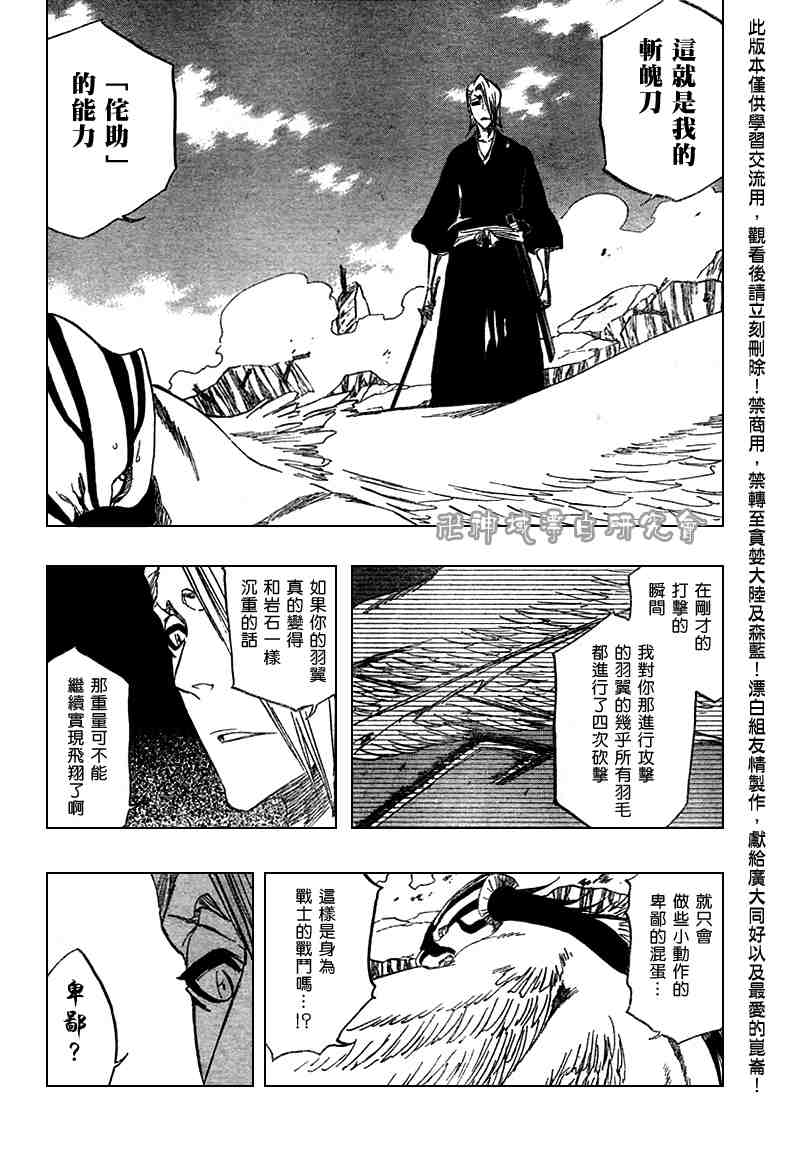 這就是我的
斬魄刀
「侘助」
的能力
卍神域漂白研究會
在剛才的
打擊的
瞬間
我對你那進行攻擊
的羽翼的幾乎所有羽毛
都進行了四次砍擊
如果你的羽翼
真的變得
和岩石一樣
沉重的話
那重量可不能
繼續實現飛翔了啊
就只會
做些小動作的
卑鄙的混蛋…
這樣是身為
戰士的戰鬥嗎…!?
卑鄙?
此版本僅供學習交流用,觀看後請立刻刪除!禁商用,禁轉至貪婪大陸及森藍!漂白組友情製作,獻給廣大同好以及最愛的崑崙!